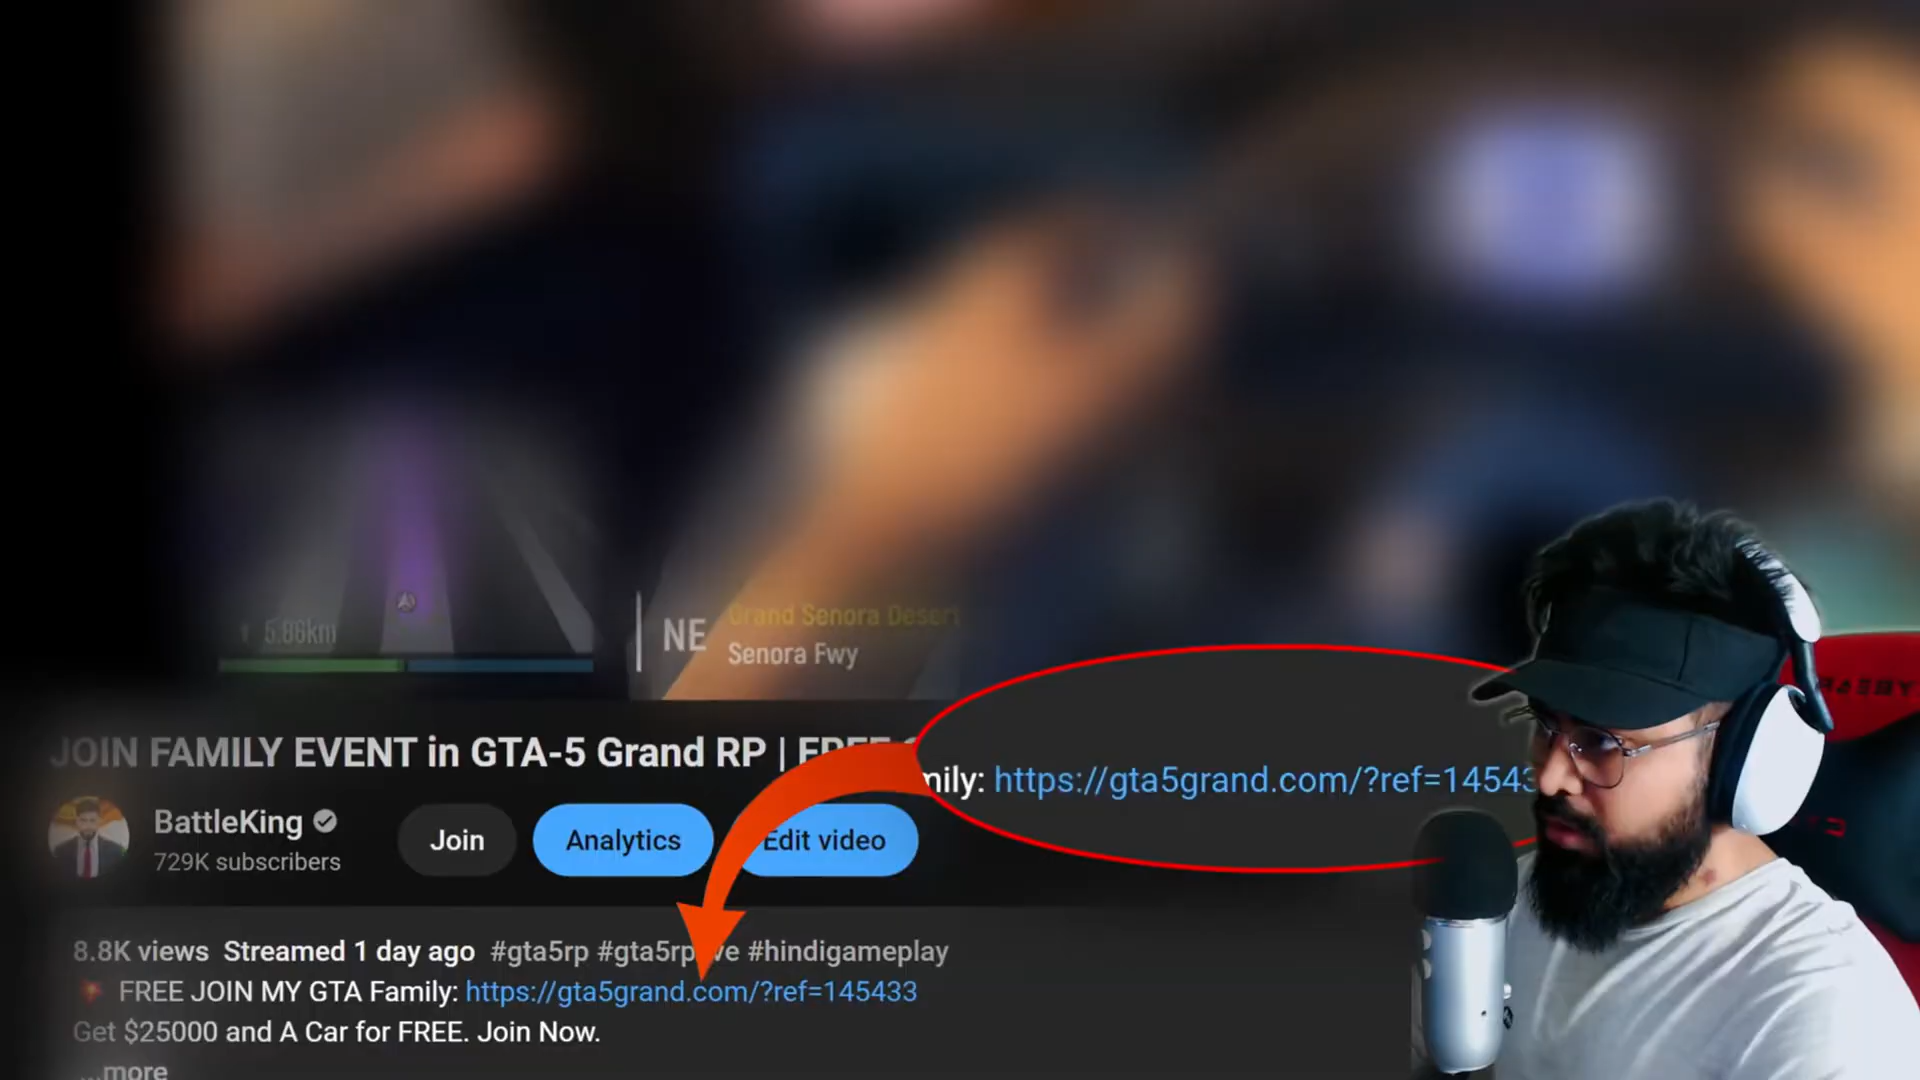 5.86km
NE
Grand Senora Desert
Senora Fwy
JOIN FAMILY EVENT in GTA-5 Grand RP | FREE
mily: https://gta5grand.com/?ref=14543
BattleKing
729K subscribers
Join
Analytics
Edit video
8.8K views Streamed 1 day ago #gta5rp #gta5rp ve #hindigameplay
FREE JOIN MY GTA Family: https://gta5grand.com/?ref=145433
Get $25000 and A Car for FREE. Join Now.
...more